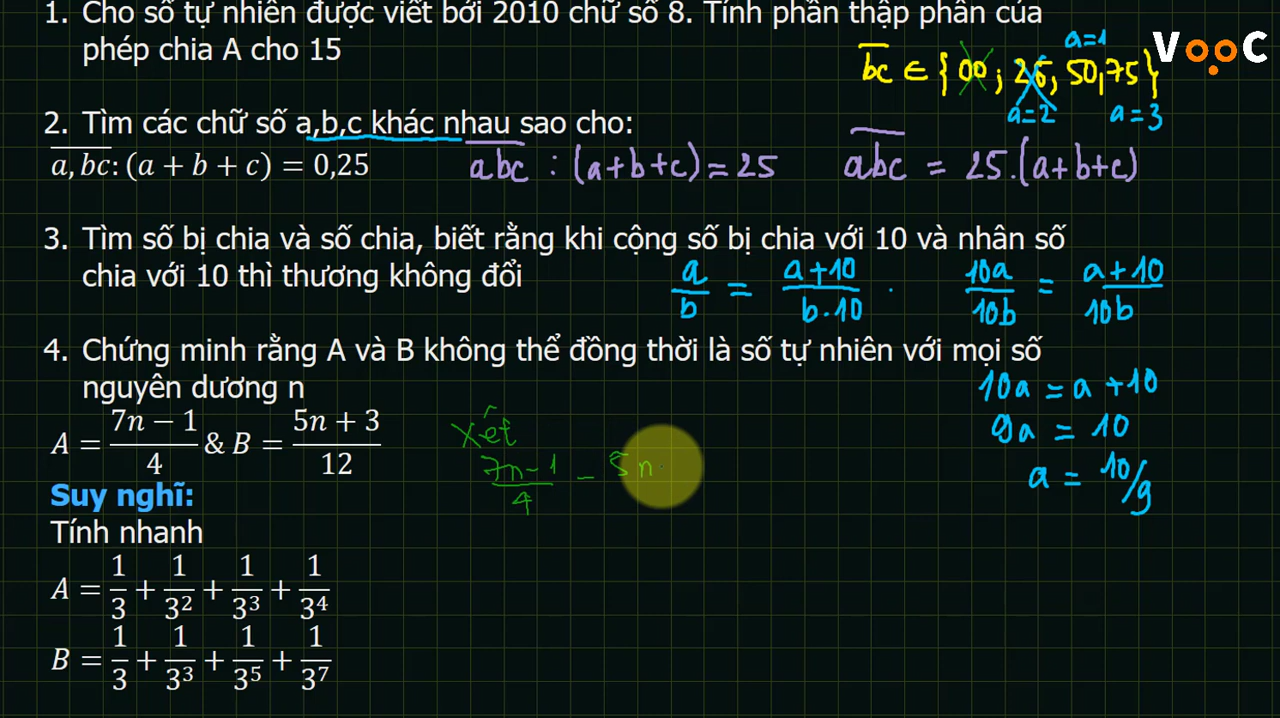 1. Cho số tự nhiên được viết bởi 2010 chữ số 8. Tính phần thập phân của
phép chia A cho 15
VOOC
a=1
bc ∈ {00; 25, 50, 75}
a=2
a=3
2. Tìm các chữ số a,b,c khác nhau sao cho:
a, bc: (a + b + c) = 0,25
abc : (a+b+c) = 25
abc = 25.(a+b+c)
3. Tìm số bị chia và số chia, biết rằng khi cộng số bị chia với 10 và nhân số
chia với 10 thì thương không đổi
a/b = (a+10)/(b.10)
10a/10b = (a+10)/10b
10a = a +10
9a = 10
a = 10/9
4. Chứng minh rằng A và B không thể đồng thời là số tự nhiên với mọi số
nguyên dương n
A = (7n − 1)/4 & B = (5n + 3)/12
Xét
(7n-1)/4 - 5n
Suy nghĩ:
Tính nhanh
A = 1/3 + 1/3² + 1/3³ + 1/3⁴
B = 1/3 + 1/3³ + 1/3⁵ + 1/3⁷